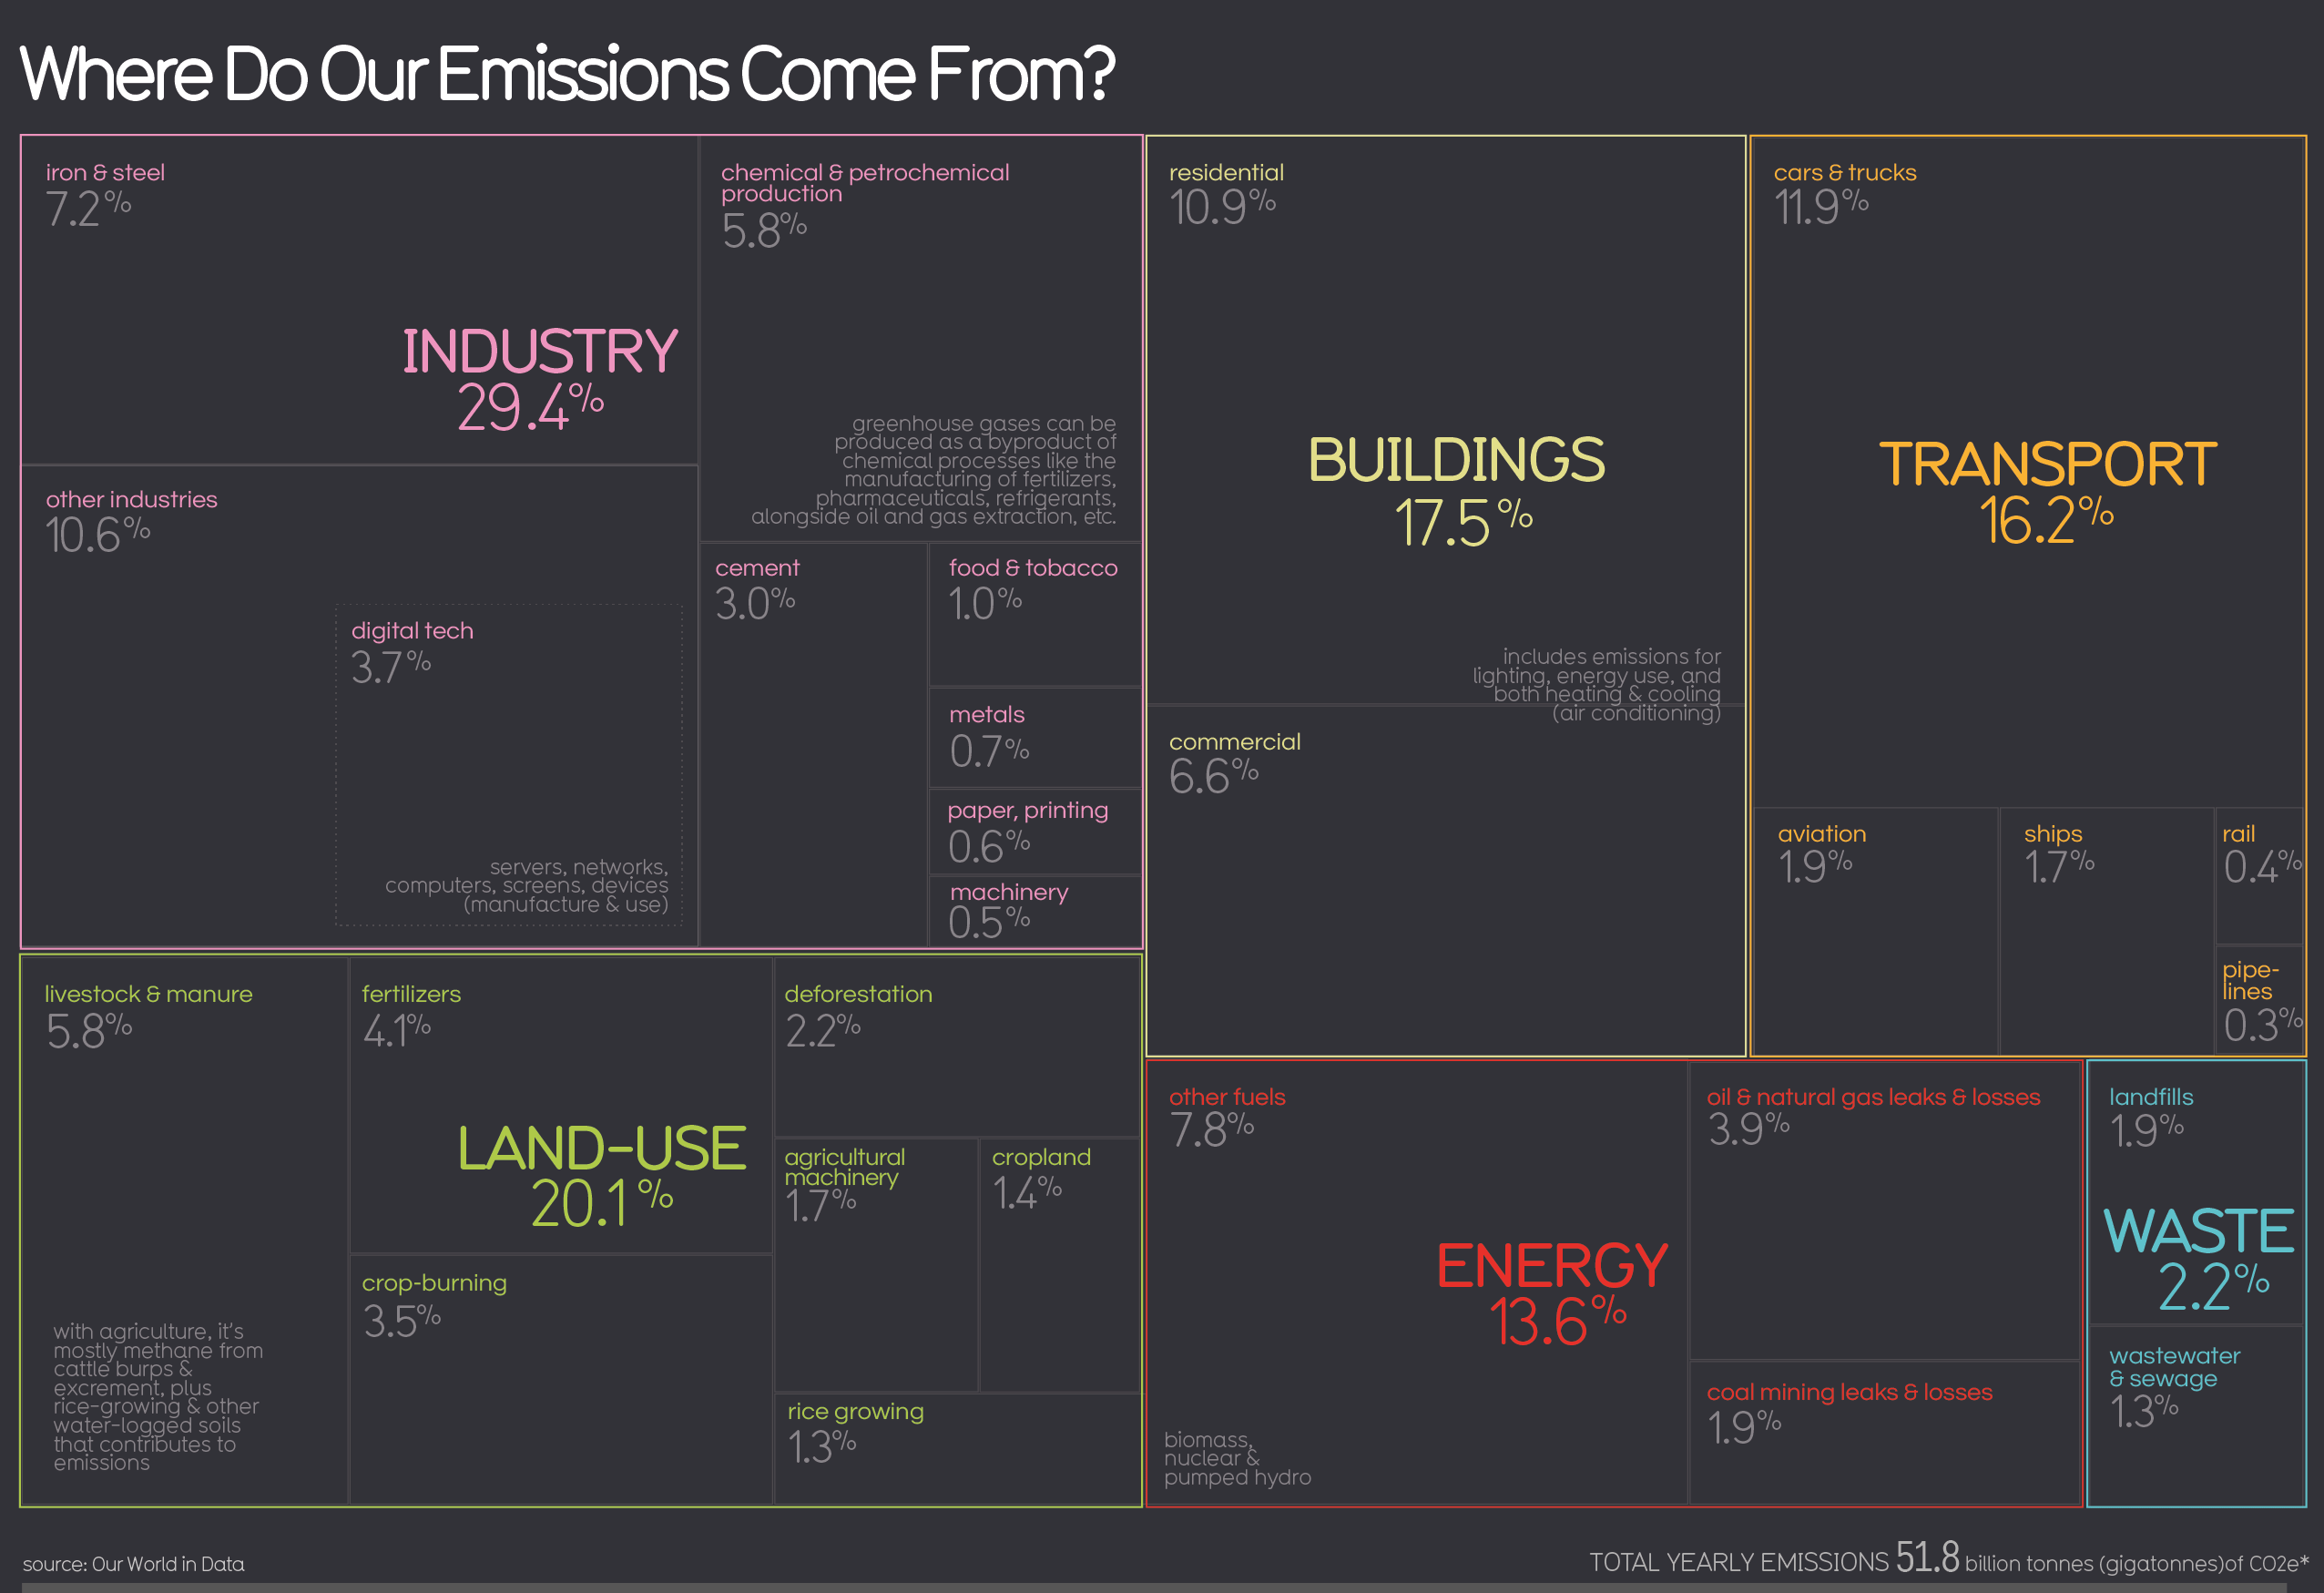 Where Do Our Emissions Come From?
iron & steel
7.2%
INDUSTRY
29.4%
chemical & petrochemical
production
5.8%
greenhouse gases can be
produced as a byproduct of
chemical processes like the
manufacturing of fertilizers,
pharmaceuticals, refrigerants,
alongside oil and gas extraction, etc.
other industries
10.6%
digital tech
3.7%
servers, networks,
computers, screens, devices
(manufacture & use)
cement
3.0%
food & tobacco
1.0%
metals
0.7%
paper, printing
0.6%
machinery
0.5%
residential
10.9%
BUILDINGS
17.5%
includes emissions for
lighting, energy use, and
both heating & cooling
(air conditioning)
commercial
6.6%
cars & trucks
11.9%
TRANSPORT
16.2%
aviation
1.9%
ships
1.7%
rail
0.4%
pipe-
lines
0.3%
livestock & manure
5.8%
with agriculture, it's
mostly methane from
cattle burps &
excrement, plus
rice-growing & other
water-logged soils
that contributes to
emissions
fertilizers
4.1%
LAND-USE
20.1%
crop-burning
3.5%
deforestation
2.2%
agricultural
machinery
1.7%
cropland
1.4%
rice growing
1.3%
other fuels
7.8%
ENERGY
13.6%
biomass,
nuclear &
pumped hydro
oil & natural gas leaks & losses
3.9%
coal mining leaks & losses
1.9%
landfills
1.9%
WASTE
2.2%
wastewater
& sewage
1.3%
source: Our World in Data
TOTAL YEARLY EMISSIONS 51.8 billion tonnes (gigatonnes)of CO2e*